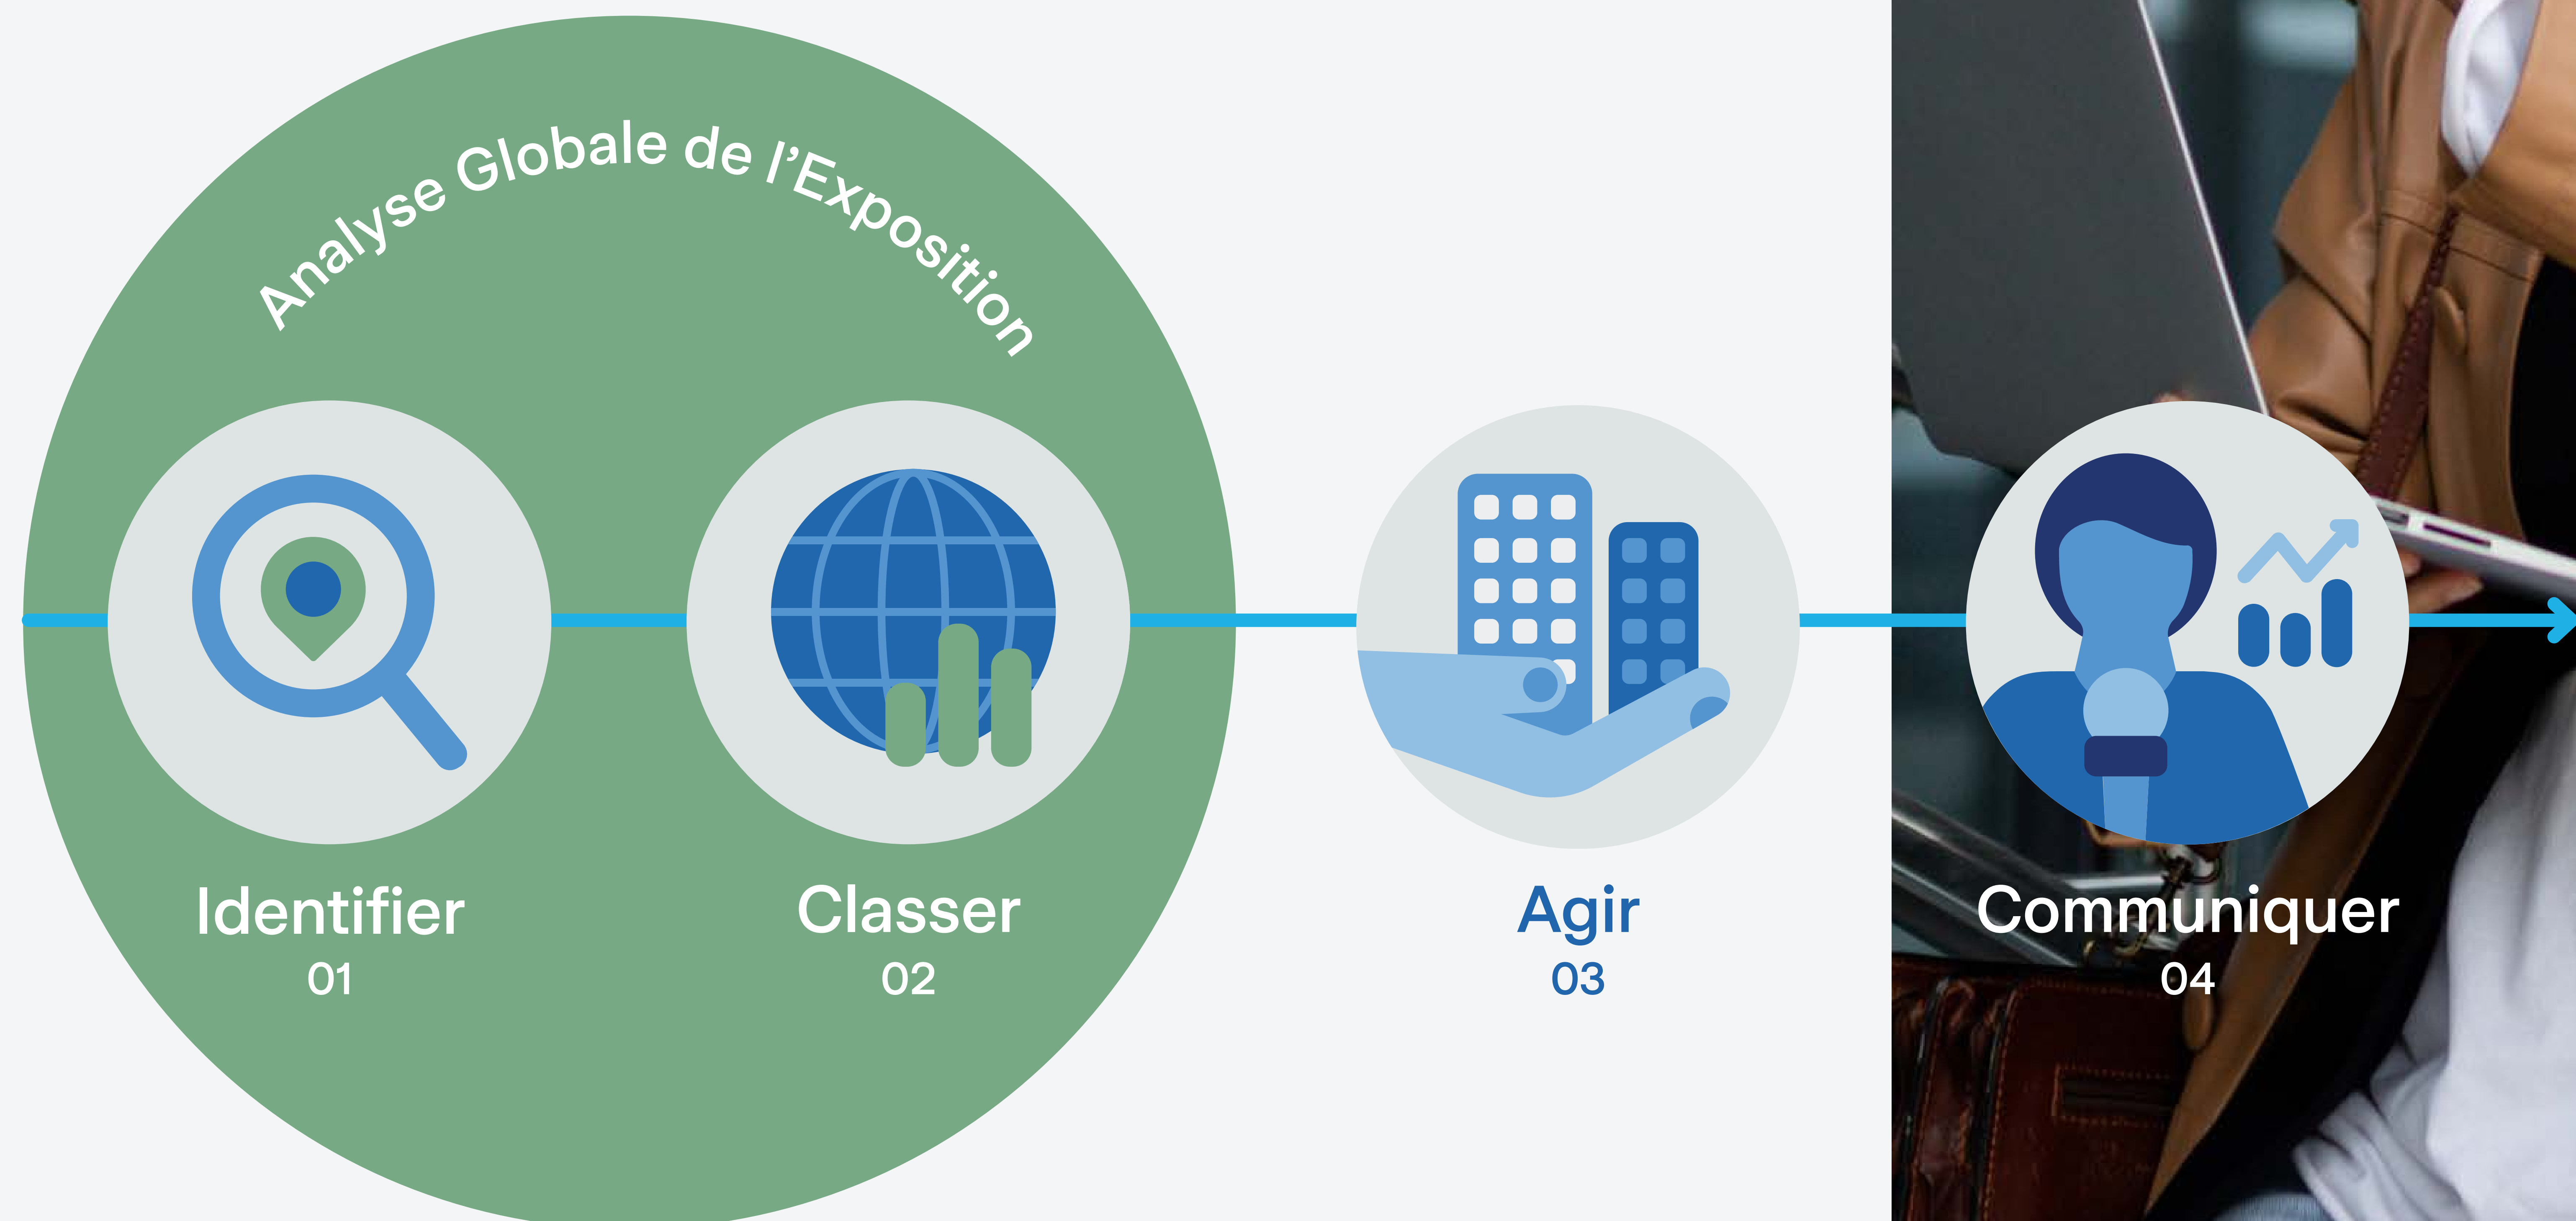 Analyse Globale de l’Exposition
Identifier
01
Classer
02
Agir
03
Communiquer
04